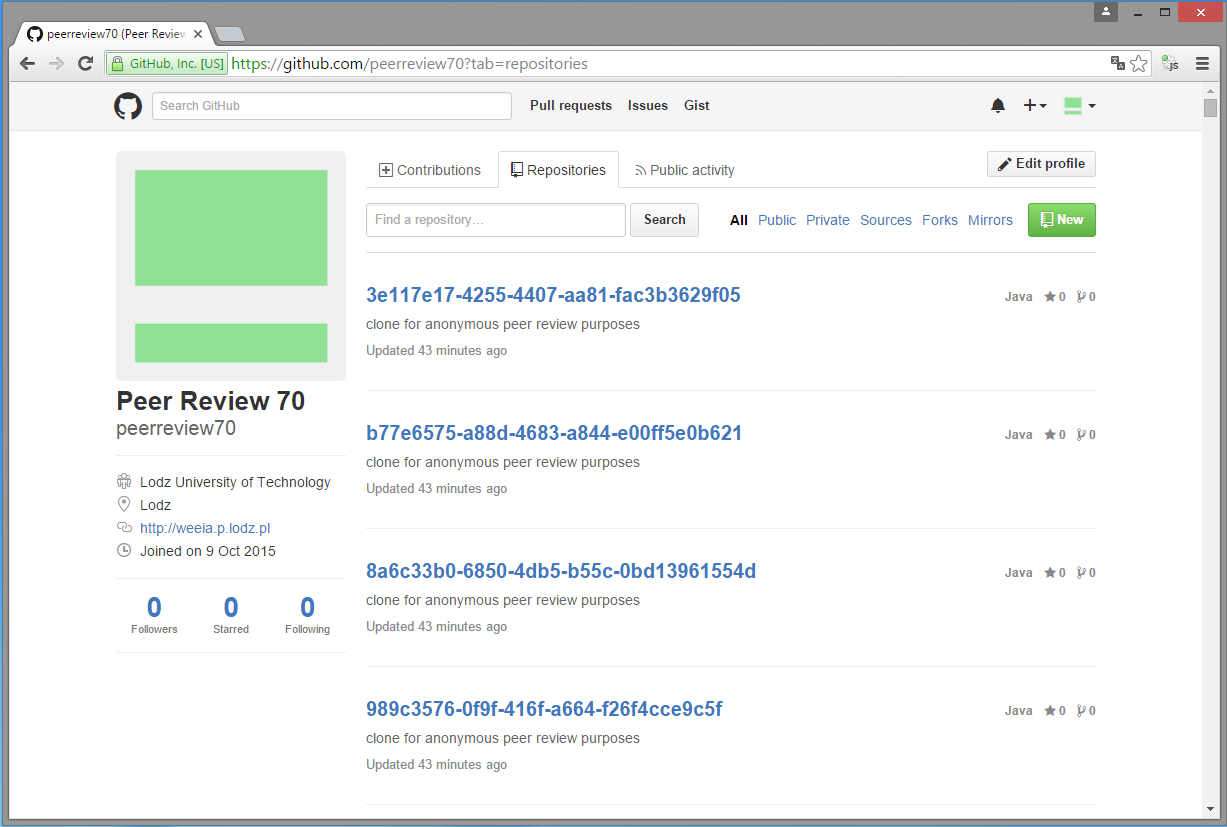 peerreview70 (Peer Review
GitHub, Inc. [US] https://github.com/peerreview70?tab=repositories
js
Search GitHub Pull requests Issues Gist
Contributions Repositories Public activity Edit profile
Find a repository… Search All Public Private Sources Forks Mirrors New
3e117e17-4255-4407-aa81-fac3b3629f05 Java 0 0
clone for anonymous peer review purposes
Updated 43 minutes ago
Peer Review 70
peerreview70
b77e6575-a88d-4683-a844-e00ff5e0b621 Java 0 0
clone for anonymous peer review purposes
Updated 43 minutes ago
Lodz University of Technology
Lodz
http://weeia.p.lodz.pl
Joined on 9 Oct 2015
8a6c33b0-6850-4db5-b55c-0bd13961554d Java 0 0
clone for anonymous peer review purposes
Updated 43 minutes ago
0 0 0
Followers Starred Following
989c3576-0f9f-416f-a664-f26f4cce9c5f Java 0 0
clone for anonymous peer review purposes
Updated 43 minutes ago